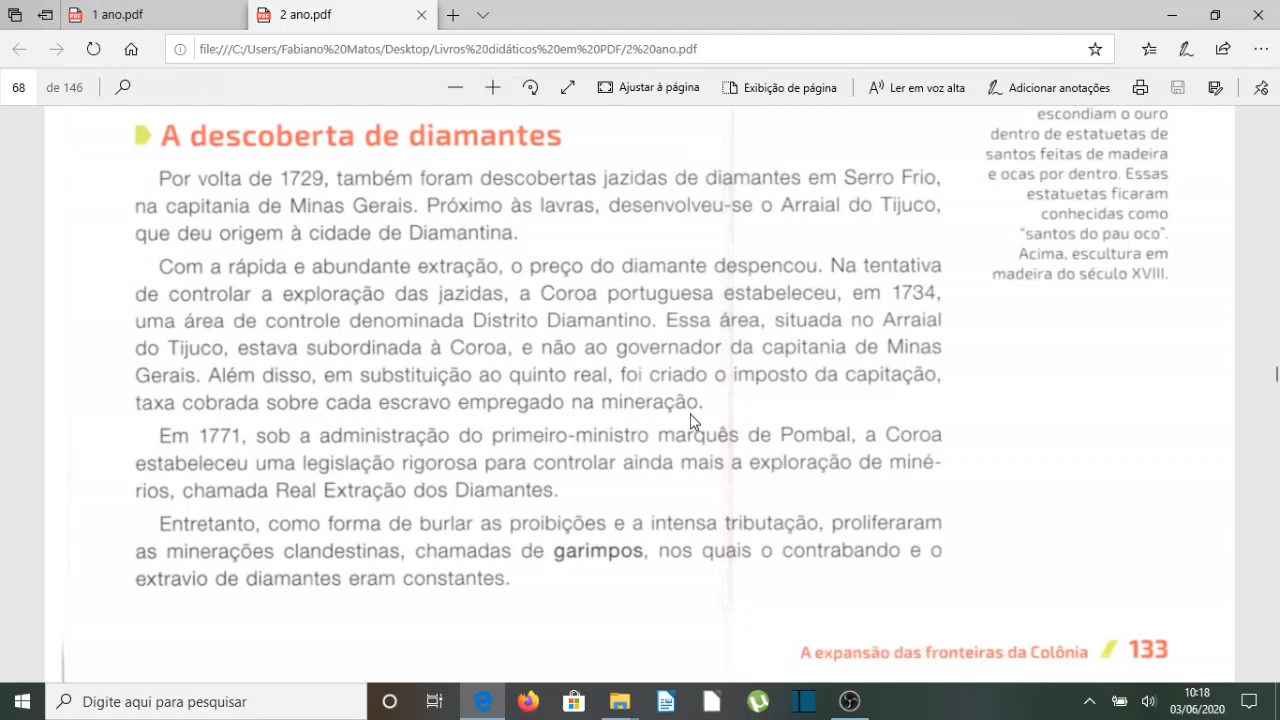 1 ano.pdf
2 ano.pdf
file:///C:/Users/Fabiano%20Matos/Desktop/Livros%20didáticos%20em%20PDF/2%20ano.pdf
68 de 146
Ajustar à página
Exibição de página
Ler em voz alta
Adicionar anotações
A descoberta de diamantes
Por volta de 1729, também foram descobertas jazidas de diamantes em Serro Frio,
na capitania de Minas Gerais. Próximo às lavras, desenvolveu-se o Arraial do Tijuco,
que deu origem à cidade de Diamantina.
Com a rápida e abundante extração, o preço do diamante despencou. Na tentativa
de controlar a exploração das jazidas, a Coroa portuguesa estabeleceu, em 1734,
uma área de controle denominada Distrito Diamantino. Essa área, situada no Arraial
do Tijuco, estava subordinada à Coroa, e não ao governador da capitania de Minas
Gerais. Além disso, em substituição ao quinto real, foi criado o imposto da capitação,
taxa cobrada sobre cada escravo empregado na mineração.
Em 1771, sob a administração do primeiro-ministro marquês de Pombal, a Coroa
estabeleceu uma legislação rigorosa para controlar ainda mais a exploração de miné-
rios, chamada Real Extração dos Diamantes.
Entretanto, como forma de burlar as proibições e a intensa tributação, proliferaram
as minerações clandestinas, chamadas de garimpos, nos quais o contrabando e o
extravio de diamantes eram constantes.
escondiam o ouro
dentro de estatuetas de
santos feitas de madeira
e ocas por dentro. Essas
estatuetas ficaram
conhecidas como
"santos do pau oco".
Acima, escultura em
madeira do século XVIII.
A expansão das fronteiras da Colônia 133
Digite aqui para pesquisar
10:18
03/06/2020